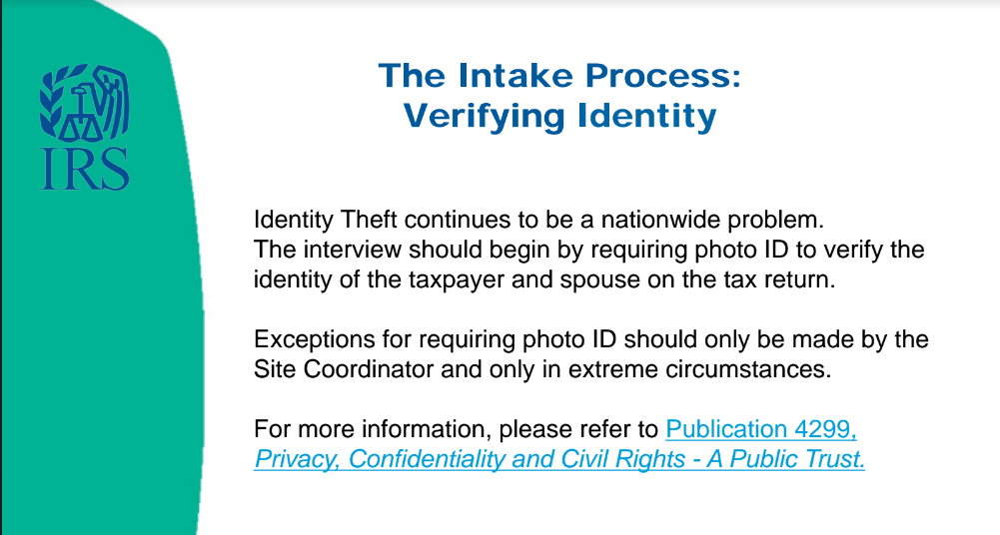 IRS
The Intake Process:
Verifying Identity
Identity Theft continues to be a nationwide problem.
The interview should begin by requiring photo ID to verify the
identity of the taxpayer and spouse on the tax return.
Exceptions for requiring photo ID should only be made by the
Site Coordinator and only in extreme circumstances.
For more information, please refer to Publication 4299,
Privacy, Confidentiality and Civil Rights - A Public Trust.